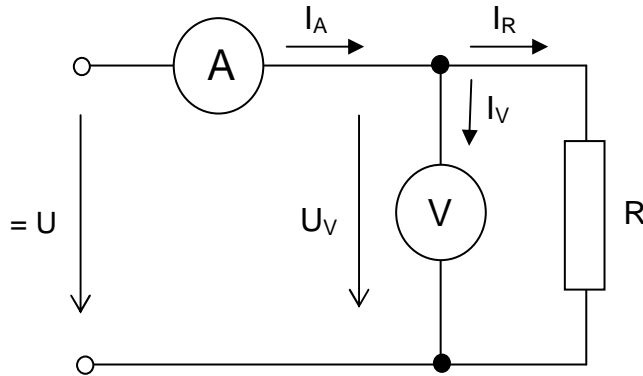 I_A
I_R
A
I_V
= U
U_V
V
R